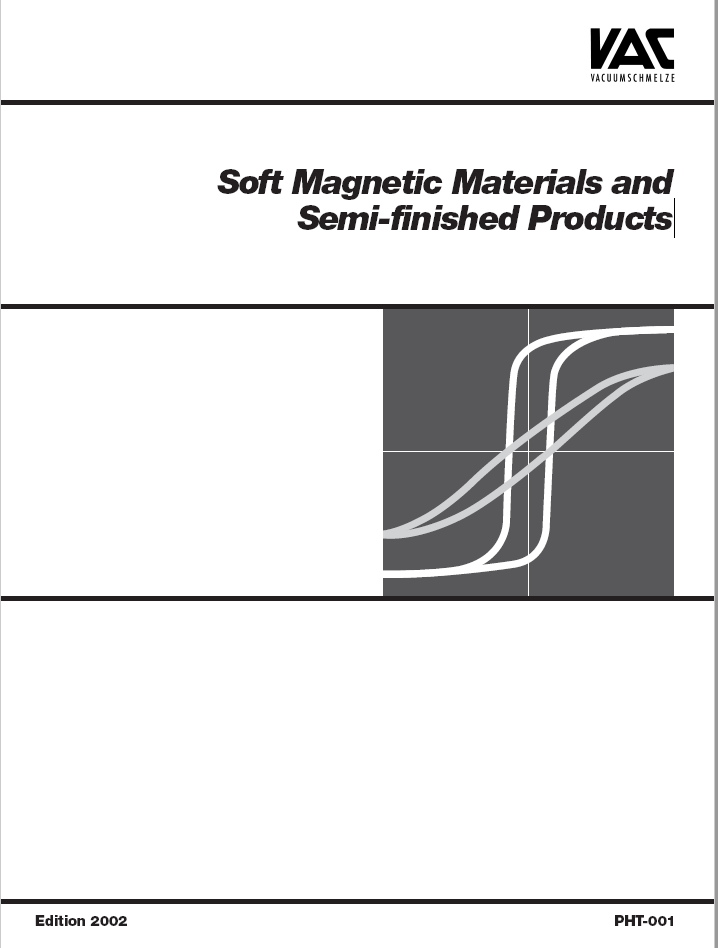 VAC
VACUUMSCHMELZE
Soft Magnetic Materials and
Semi-finished Products
Edition 2002
PHT-001